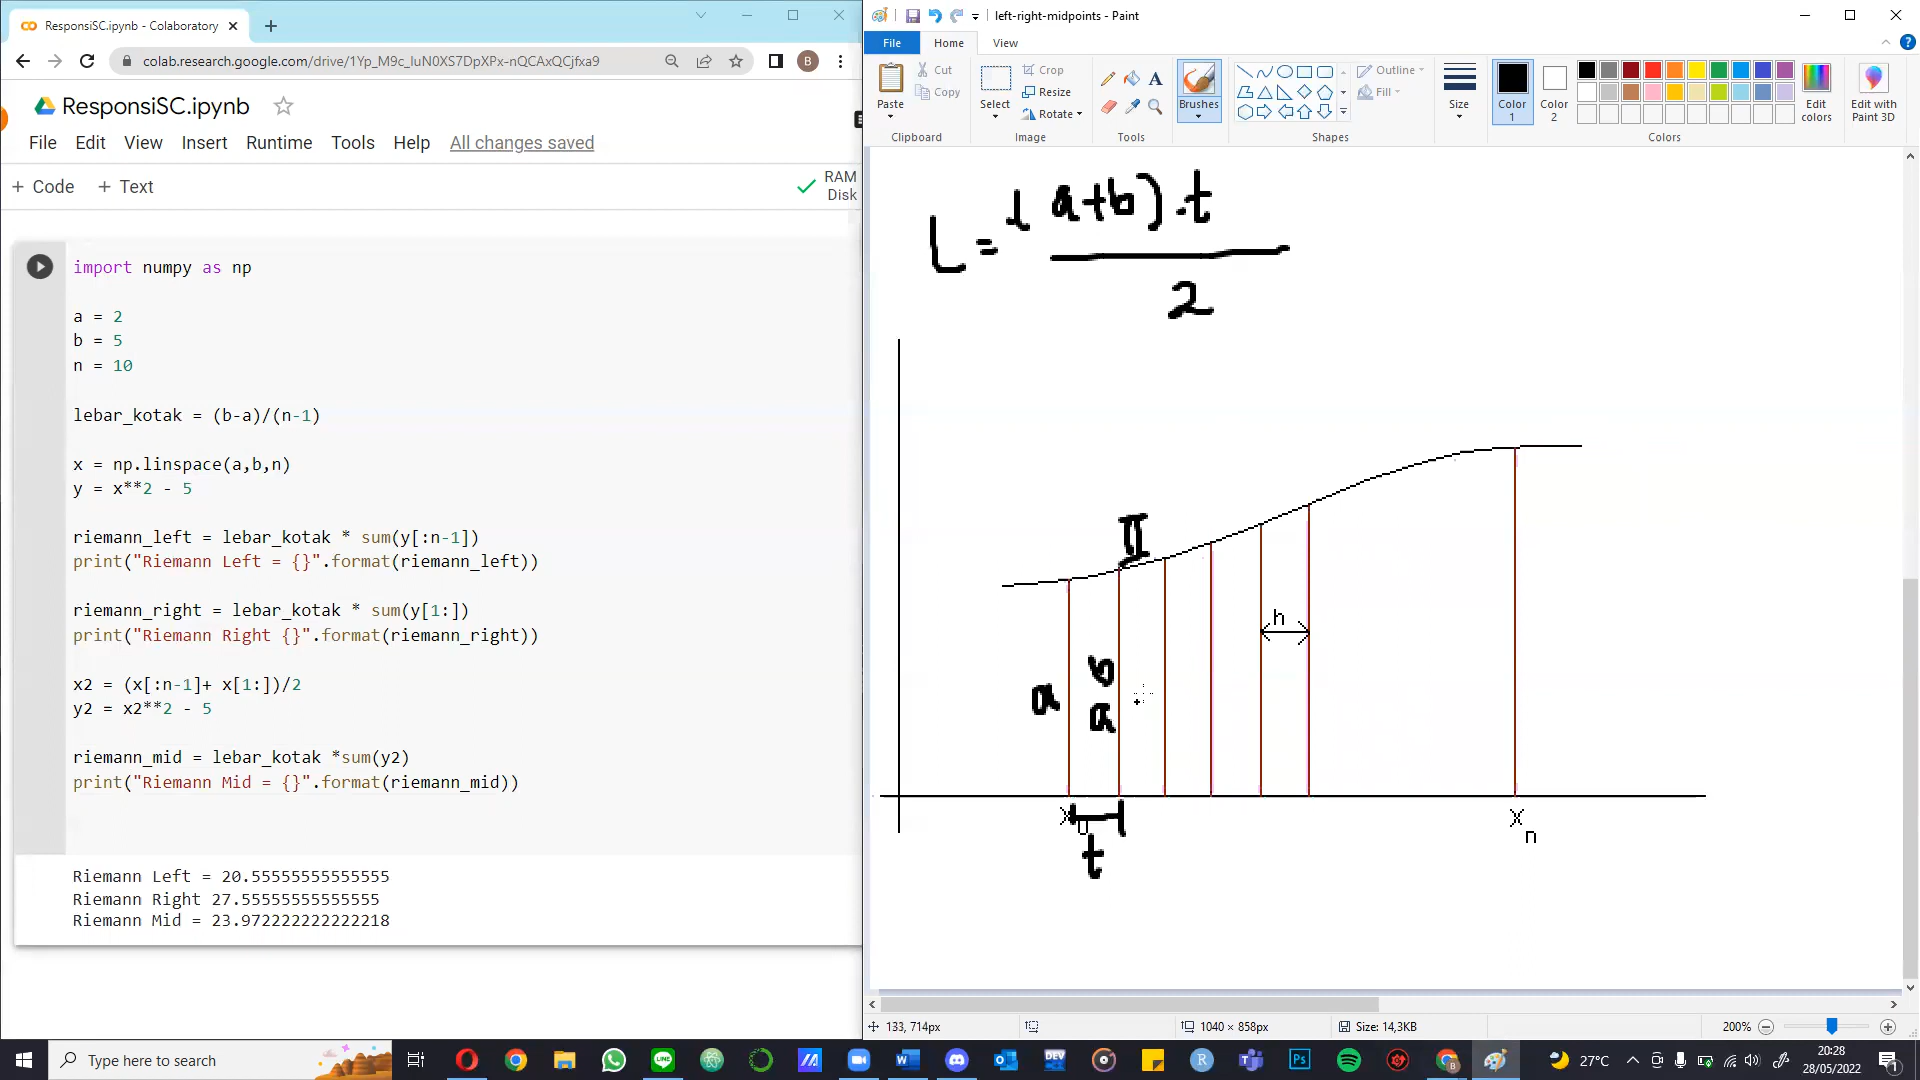 ResponsiSC.ipynb - Colaboratory
colab.research.google.com/drive/1Yp_M9c_luN0XS7DpXPx-nQCAxQCjfxa9
B
ResponsiSC.ipynb
File Edit View Insert Runtime Tools Help All changes saved
+ Code + Text
RAM
Disk
import numpy as np
a = 2
b = 5
n = 10
lebar_kotak = (b-a)/(n-1)
x = np.linspace(a,b,n)
y = x**2 - 5
riemann_left = lebar_kotak * sum(y[:n-1])
print("Riemann Left = {}".format(riemann_left))
riemann_right = lebar_kotak * sum(y[1:])
print("Riemann Right {}".format(riemann_right))
x2 = (x[:n-1]+ x[1:])/2
y2 = x2**2 - 5
riemann_mid = lebar_kotak *sum(y2)
print("Riemann Mid = {}".format(riemann_mid))
Riemann Left = 20.55555555555555
Riemann Right 27.55555555555555
Riemann Mid = 23.972222222222218
left-right-midpoints - Paint
File Home View
Paste
Cut
Copy
Clipboard
Select
Crop
Resize
Rotate
Image
A
Tools
Brushes
Outline
Fill
Shapes
Size
Color
1
Color
2
Edit
colors
Edit with
Paint 3D
Colors
L = (a+b).t
2
II
h
a
b
a
x
t
x
n
133, 714px
1040 × 858px
Size: 14,3KB
200%
Type here to search
LINE
DEV
W
R
Ps
27°C
20:28
28/05/2022
1